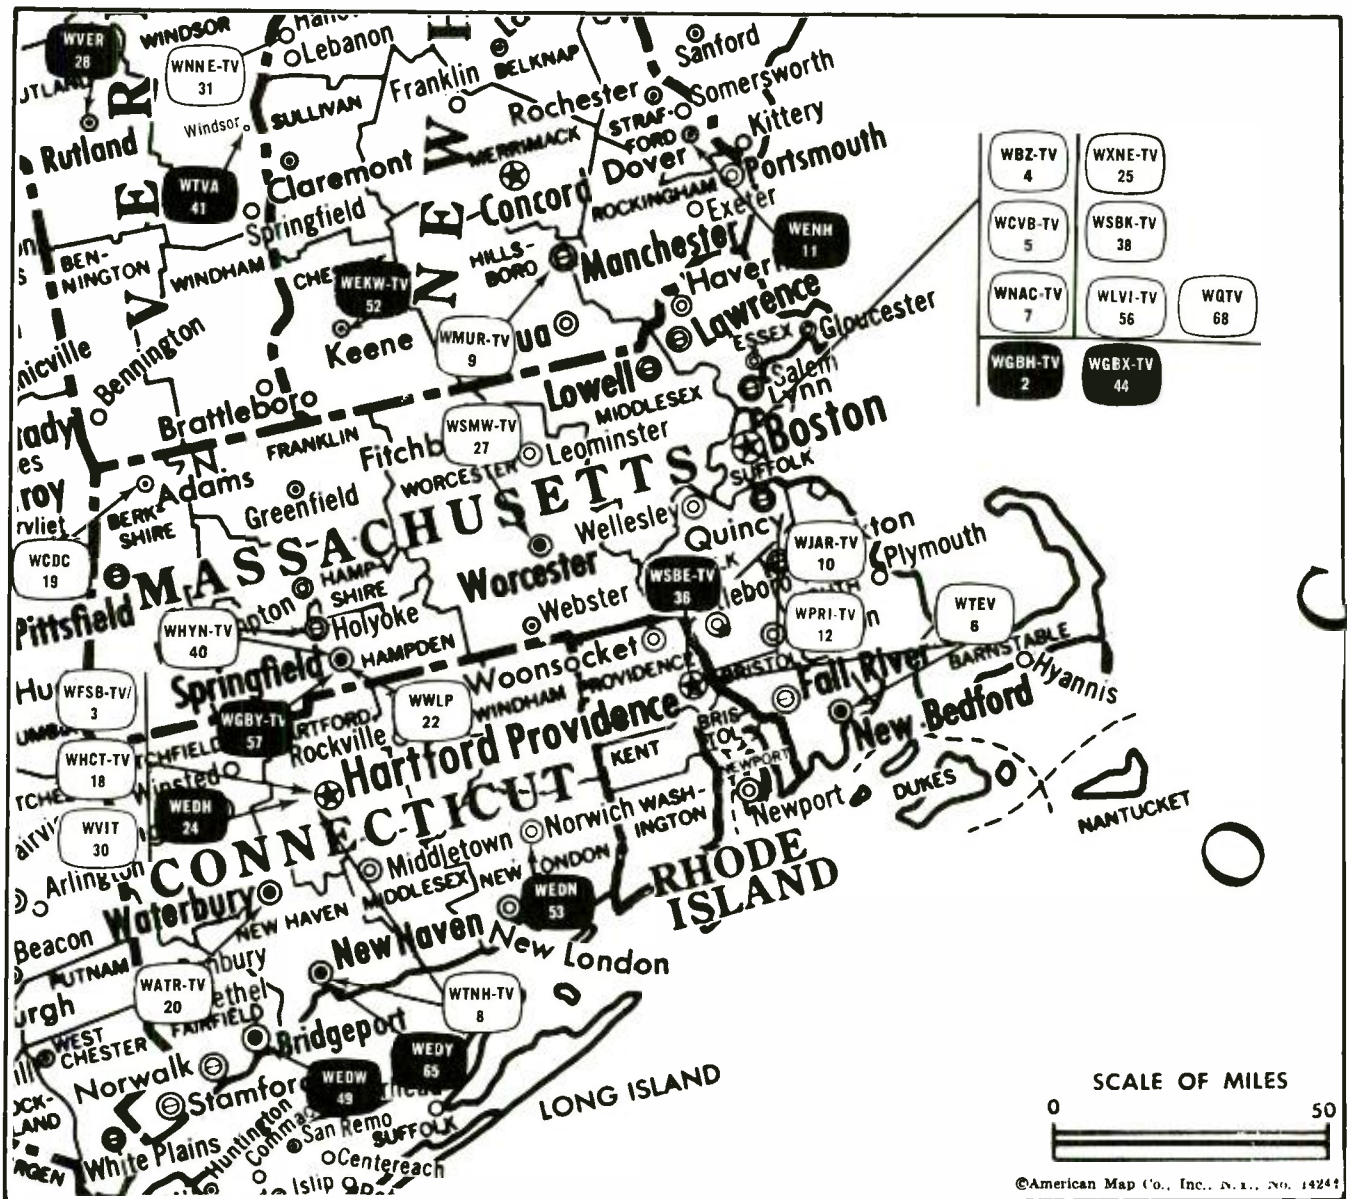 WVER
28
WINDSOR
WNNE-TV
31
Lebanon
BELKNAP
Sanford
Franklin
Rochester
Somersworth
SULLIVAN
Windsor
Rutland
WTVA
41
Claremont
Springfield
MERRIMACK
STRAF-
FORD
Kittery
Dover
Portsmouth
Concord
ROCKINGHAM
Exeter
WENH
11
WBZ-TV
4
WXNE-TV
25
WCVB-TV
5
WSBK-TV
38
WNAC-TV
7
WLVI-TV
56
WQTV
68
WGBH-TV
2
WGBX-TV
44
BEN-
NINGTON
WINDHAM
HILLS-
BORO
Manchester
WEKW-TV
52
Keene
WMUR-TV
9
Lawrence
ESSEX
Gloucester
Salem
Lynn
Bennington
Brattleboro
Lowell
MIDDLESEX
FRANKLIN
WSMW-TV
27
Leominster
Boston
SUFFOLK
WORCESTER
N.
Adams
BERK-
SHIRE
Greenfield
MASSACHUSETTS
Wellesley
Quincy
WCDC
19
Pittsfield
HAMP-
SHIRE
Worcester
WJAR-TV
10
Plymouth
WSBE-TV
36
WPRI-TV
12
WTEV
6
WHYN-TV
40
Holyoke
Webster
HAMPDEN
Springfield
Woonsocket
BARNSTABLE
Hyannis
BRISTOL
PROVIDENCE
Fall River
New Bedford
WFSB-TV/
3
WGBY-TV
57
WWLP
22
WINDHAM
Rockville
Hartford
Providence
KENT
BRIS-
TOL
NEWPORT
WHCT-TV
18
WEDH
24
WVIT
30
CONNECTICUT
Norwich
WASH-
INGTON
Newport
DUKES
NANTUCKET
Middletown
MIDDLESEX
NEW LONDON
RHODE
ISLAND
Arlington
Waterbury
WEDN
53
NEW HAVEN
New Haven
New London
Beacon
PUTNAM
WATR-TV
20
FAIRFIELD
WTNH-TV
8
WEST
CHESTER
Bridgeport
WEDY
65
Norwalk
Stamford
WEDW
49
LONG ISLAND
White Plains
Huntington
San Remo
SUFFOLK
Centereach
Islip
SCALE OF MILES
0 50
©American Map Co., Inc., N.Y., No. 14244